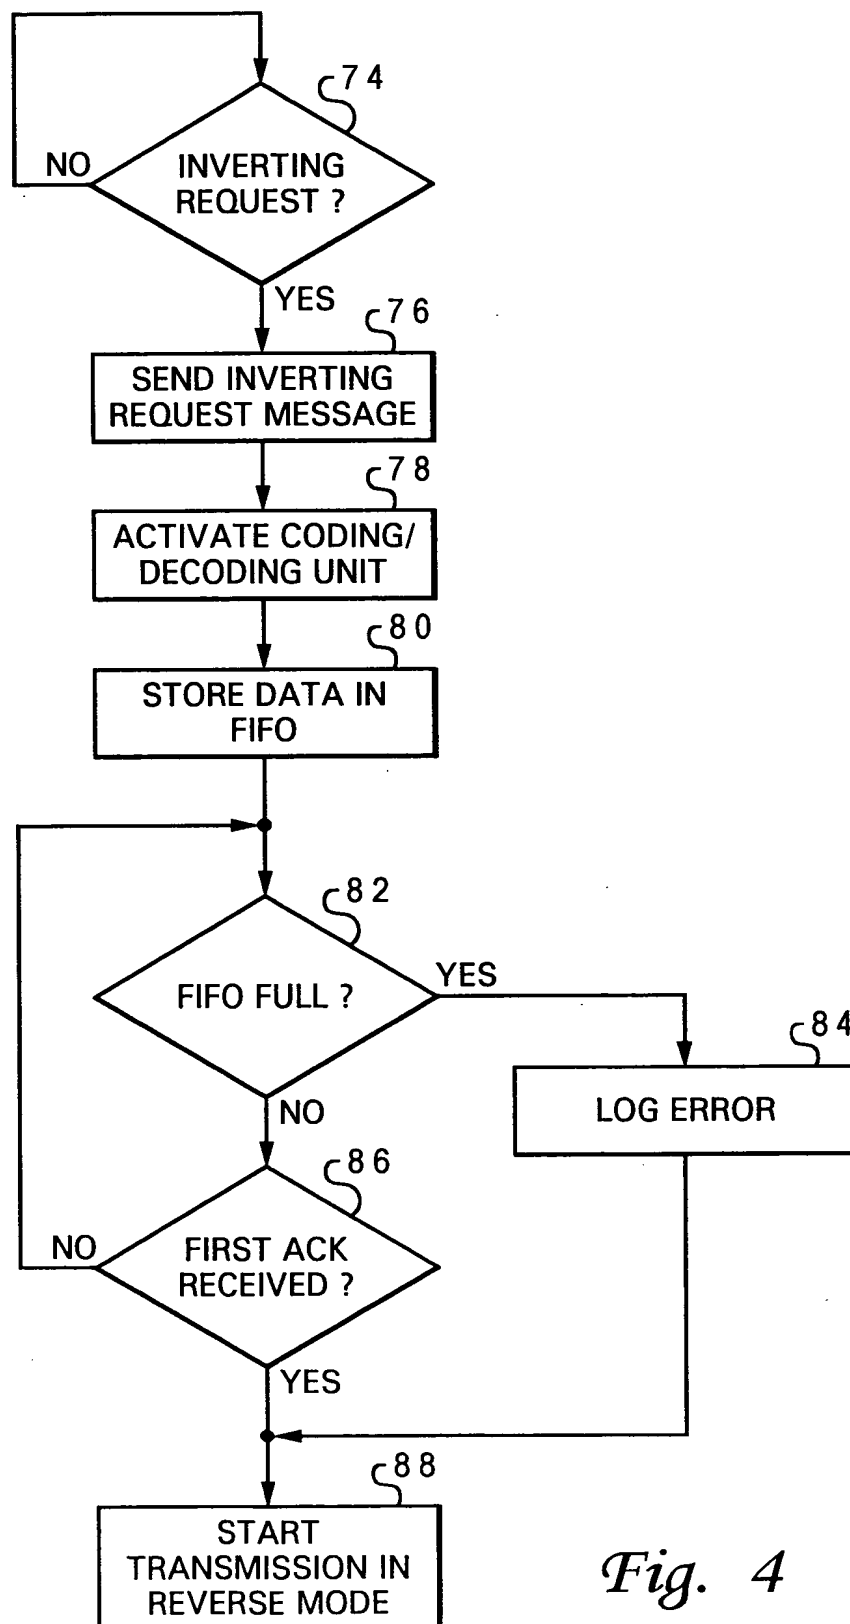 74
INVERTING
REQUEST ?
NO
YES
76
SEND INVERTING
REQUEST MESSAGE
78
ACTIVATE CODING/
DECODING UNIT
80
STORE DATA IN
FIFO
82
FIFO FULL ?
YES
84
LOG ERROR
NO
86
FIRST ACK
RECEIVED ?
NO
YES
88
START
TRANSMISSION IN
REVERSE MODE
Fig. 4